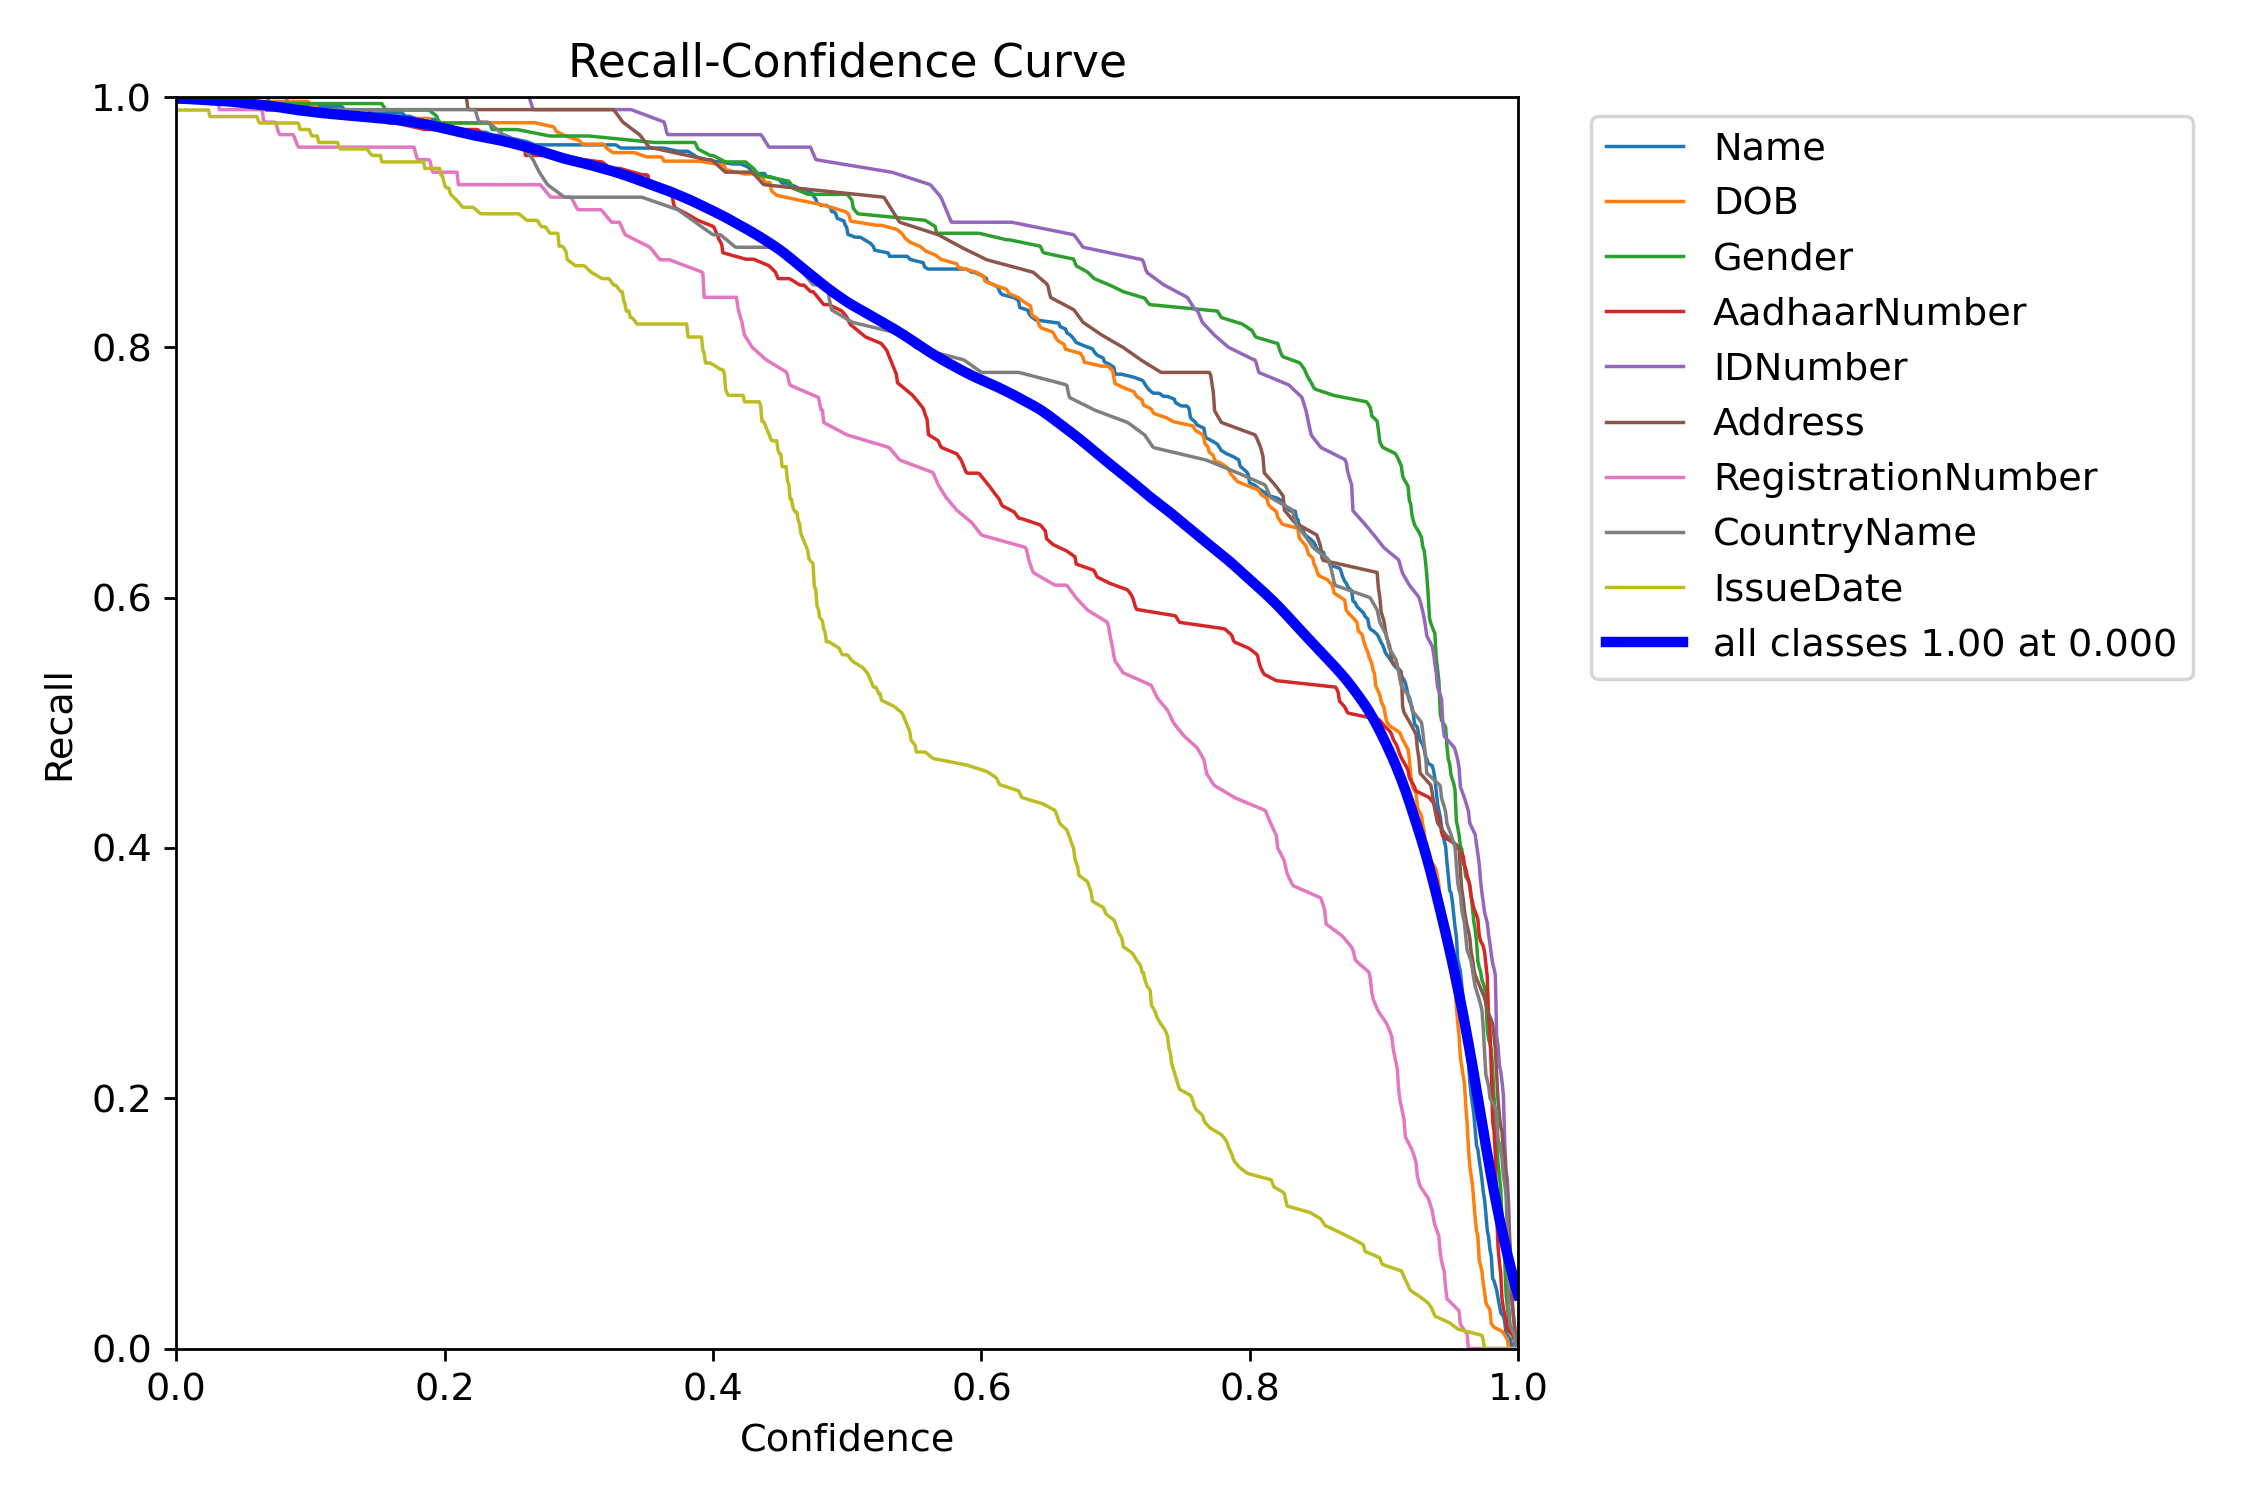 Recall-Confidence Curve
1.0
0.8
0.6
0.4
0.2
0.0
Recall
0.0 0.2 0.4 0.6 0.8 1.0
Confidence
Name
DOB
Gender
AadhaarNumber
IDNumber
Address
RegistrationNumber
CountryName
IssueDate
all classes 1.00 at 0.000